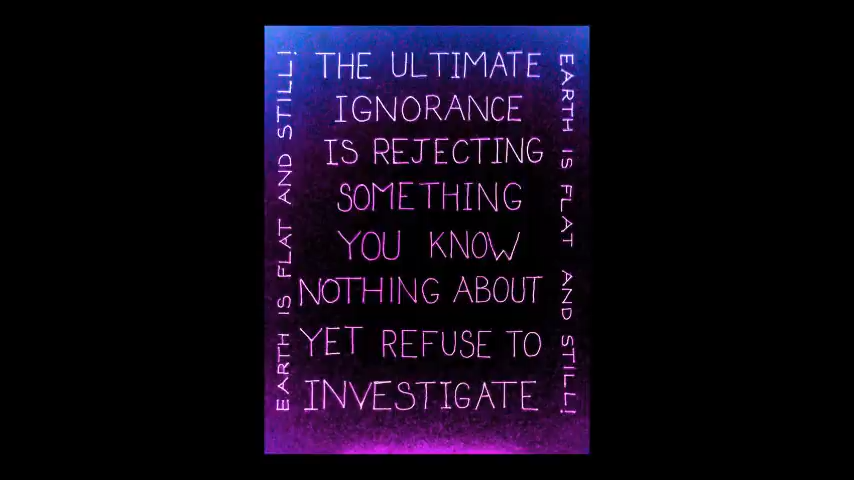 EARTH IS FLAT AND STILL!
THE ULTIMATE
IGNORANCE
IS REJECTING
SOMETHING
YOU KNOW
NOTHING ABOUT
YET REFUSE TO
INVESTIGATE
EARTH IS FLAT AND STILL!